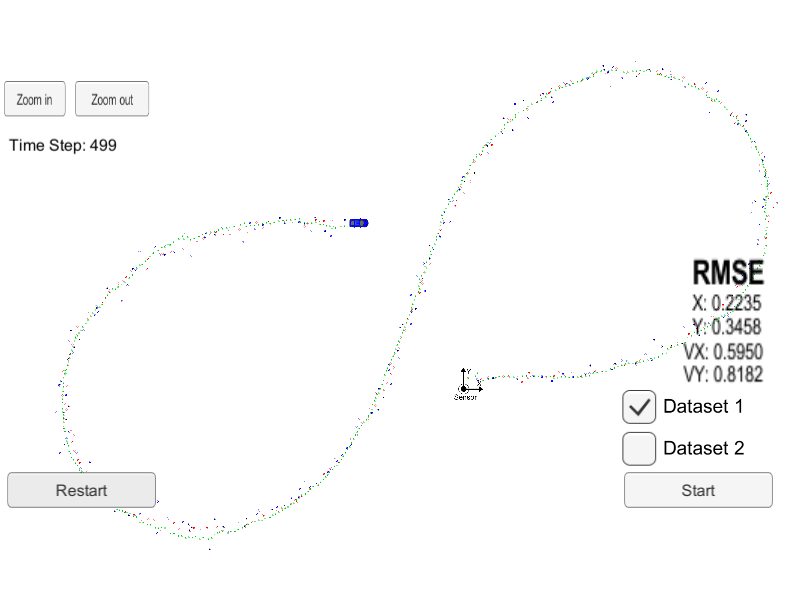 Zoom in
Zoom out
Time Step: 499
RMSE
X: 0.2235
Y: 0.3458
VX: 0.5950
VY: 0.8182
Y
X
Sensor
Dataset 1
Dataset 2
Restart
Start